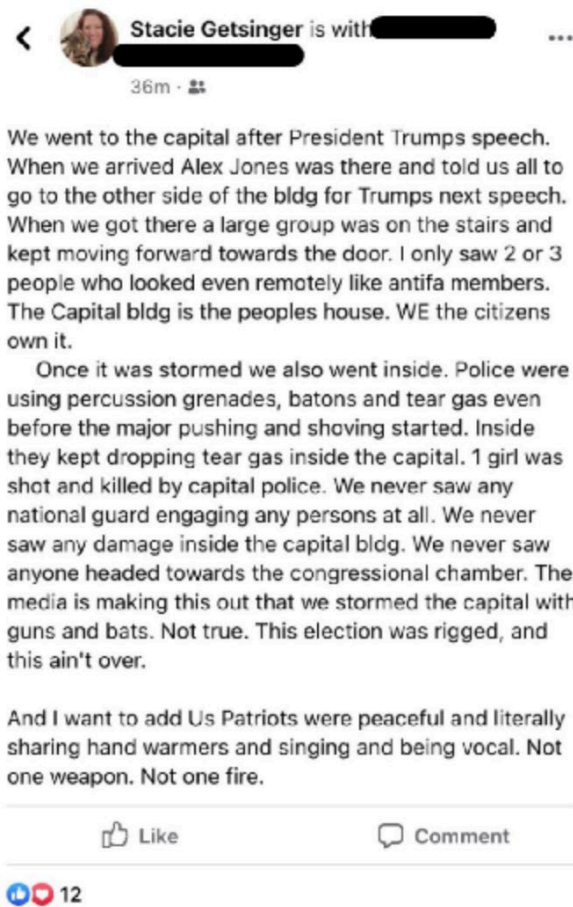 Stacie Getsinger is with
36m ·
We went to the capital after President Trumps speech.
When we arrived Alex Jones was there and told us all to
go to the other side of the bldg for Trumps next speech.
When we got there a large group was on the stairs and
kept moving forward towards the door. I only saw 2 or 3
people who looked even remotely like antifa members.
The Capital bldg is the peoples house. WE the citizens
own it.
Once it was stormed we also went inside. Police were
using percussion grenades, batons and tear gas even
before the major pushing and shoving started. Inside
they kept dropping tear gas inside the capital. 1 girl was
shot and killed by capital police. We never saw any
national guard engaging any persons at all. We never
saw any damage inside the capital bldg. We never saw
anyone headed towards the congressional chamber. The
media is making this out that we stormed the capital with
guns and bats. Not true. This election was rigged, and
this ain't over.
And I want to add Us Patriots were peaceful and literally
sharing hand warmers and singing and being vocal. Not
one weapon. Not one fire.
Like
Comment
12